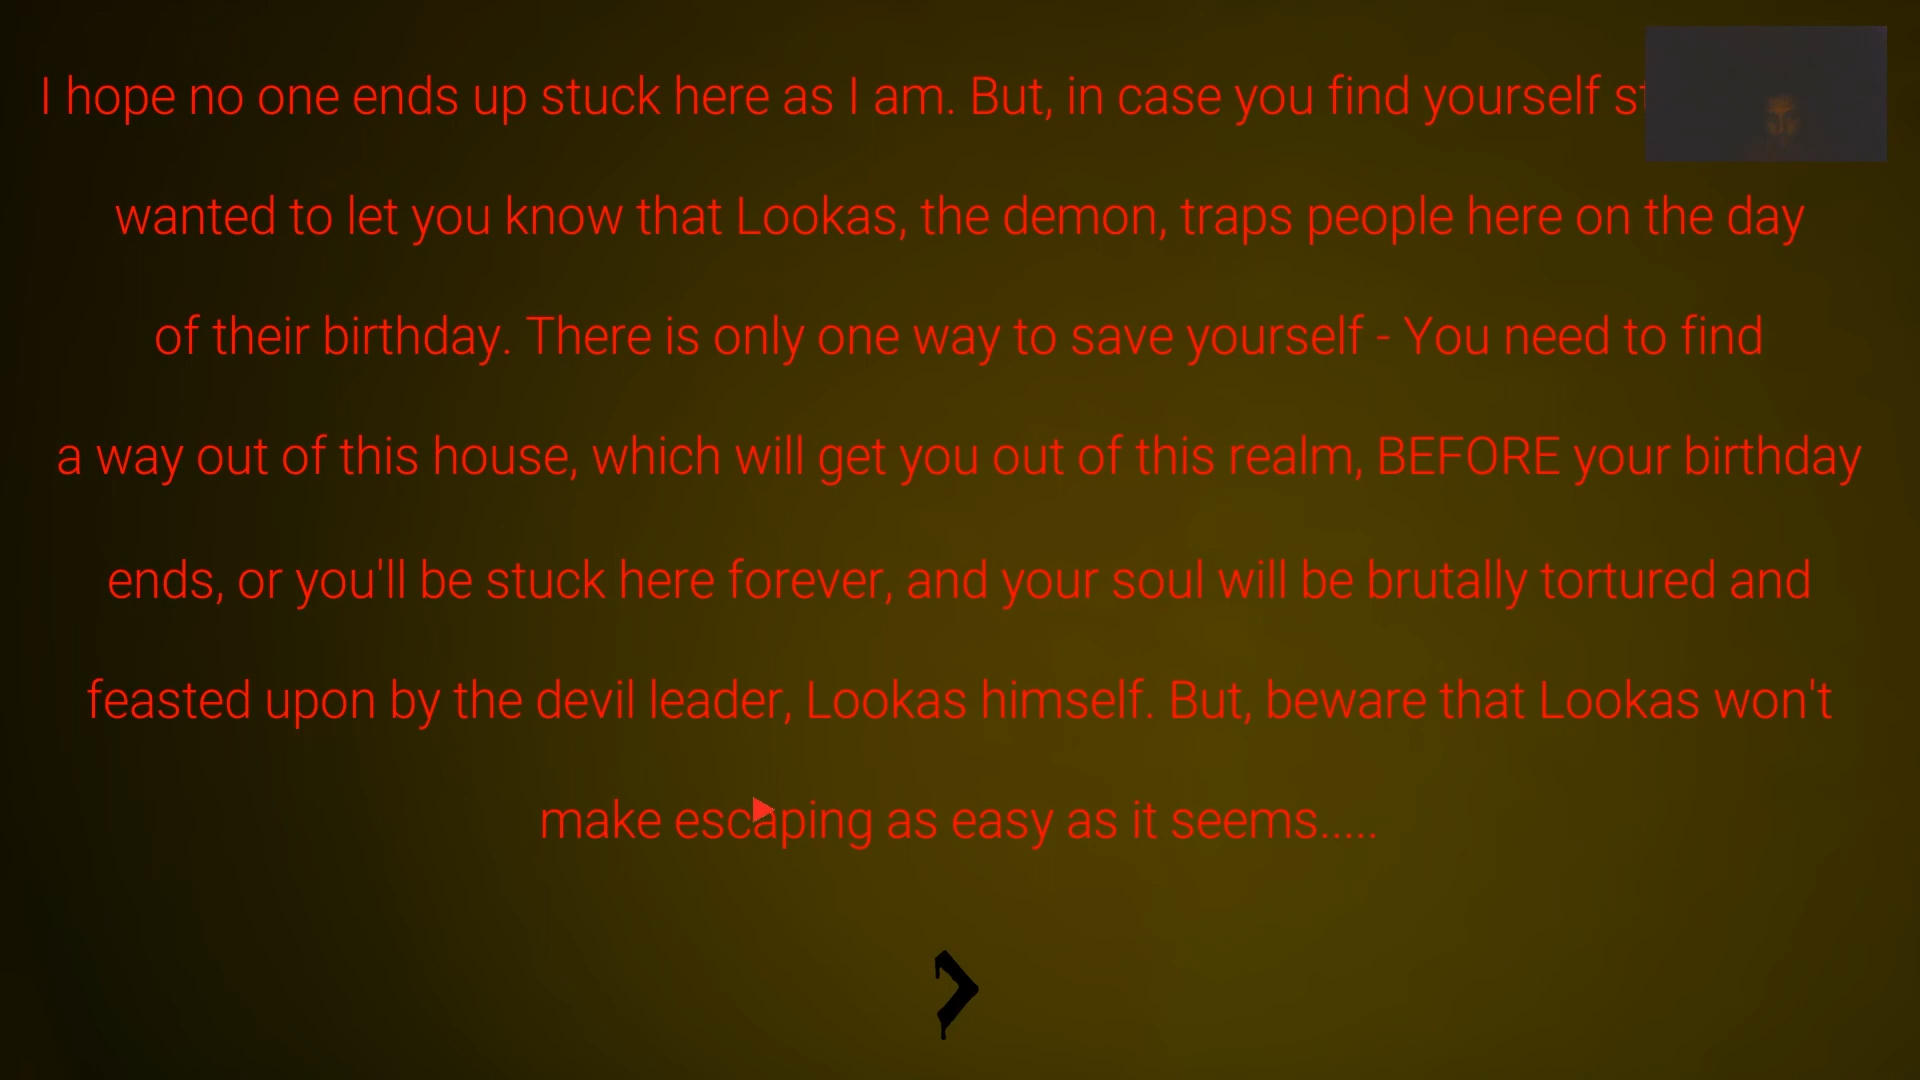 I hope no one ends up stuck here as I am. But, in case you find yourself
wanted to let you know that Lookas, the demon, traps people here on the day
of their birthday. There is only one way to save yourself - You need to find
a way out of this house, which will get you out of this realm, BEFORE your birthday
ends, or you'll be stuck here forever, and your soul will be brutally tortured and
feasted upon by the devil leader, Lookas himself. But, beware that Lookas won't
make escaping as easy as it seems.....